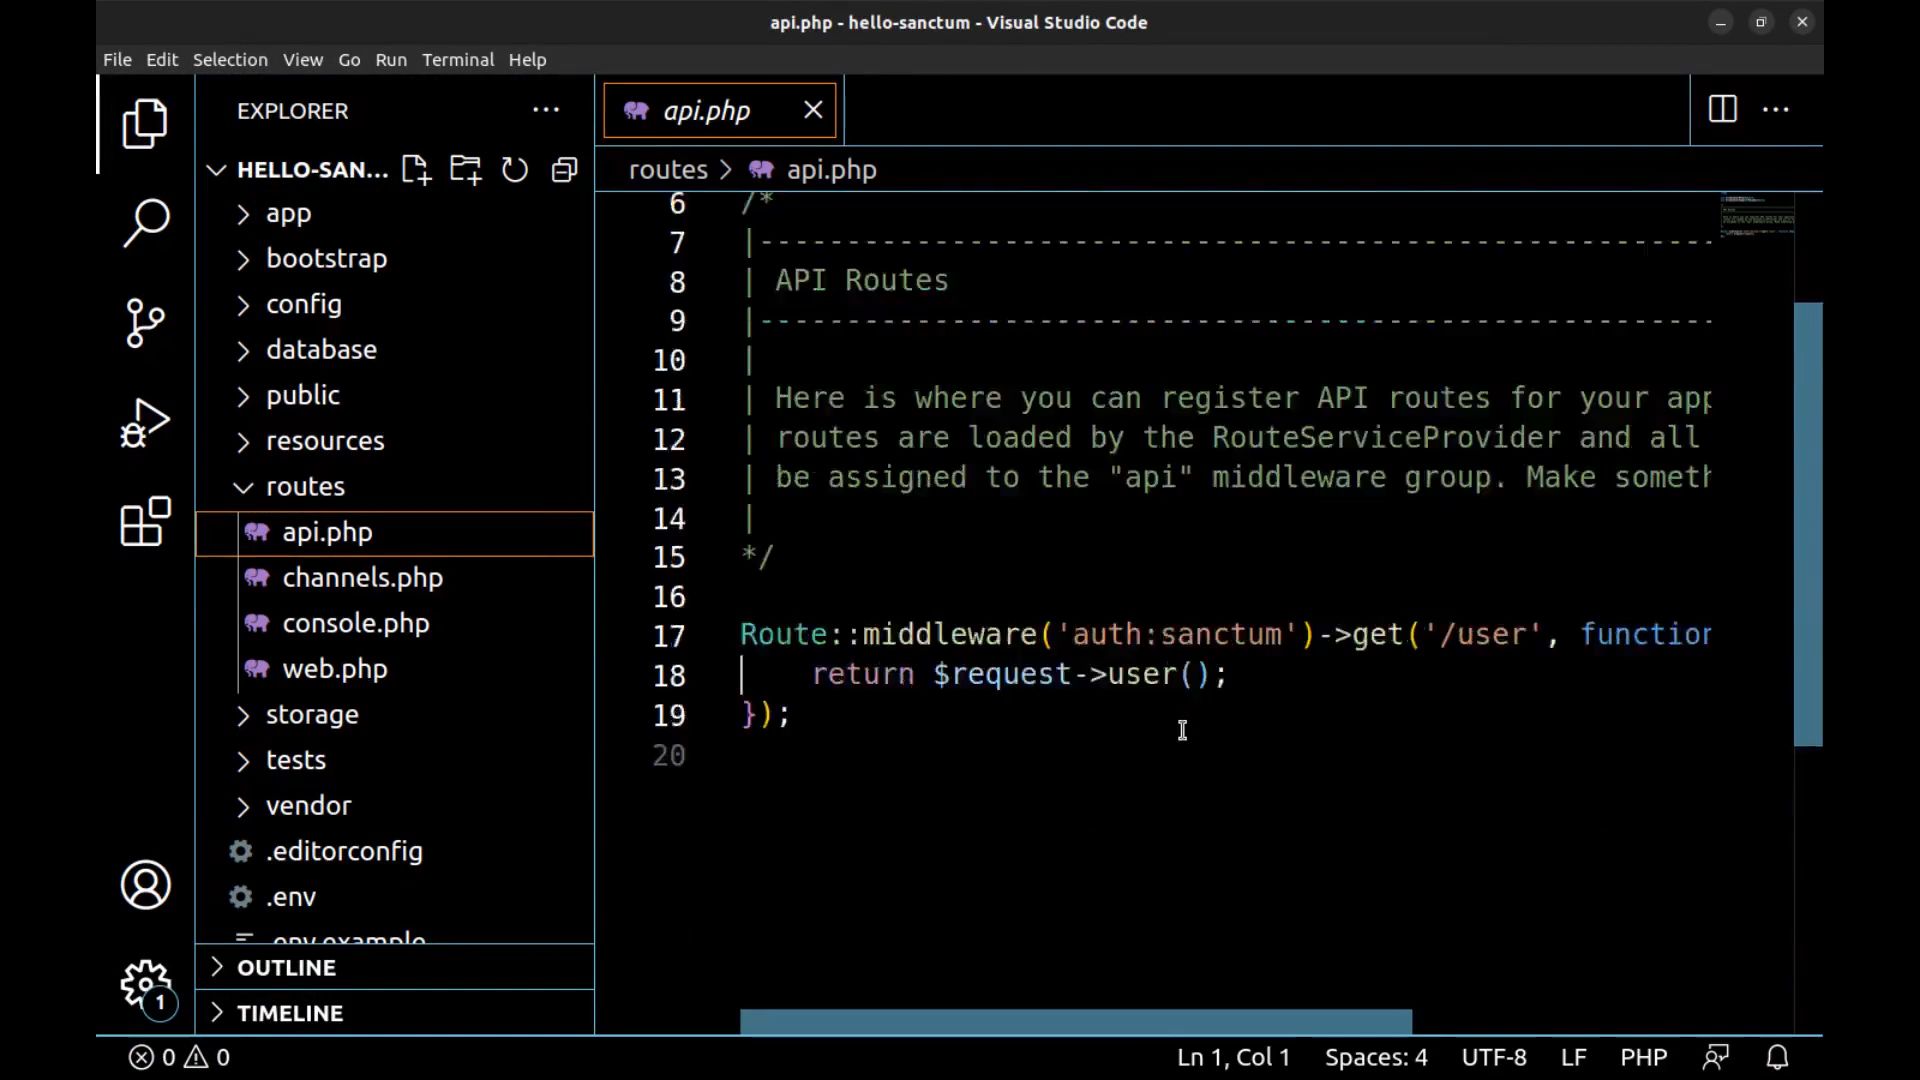 api.php - hello-sanctum - Visual Studio Code
File Edit Selection View Go Run Terminal Help
EXPLORER
HELLO-SAN...
app
bootstrap
config
database
public
resources
routes
api.php
channels.php
console.php
web.php
storage
tests
vendor
.editorconfig
.env
.env.example
OUTLINE
TIMELINE
1
api.php
routes > api.php
6 /*
7 |-------------------------------------------------------
8 | API Routes
9 |-------------------------------------------------------
10 |
11 | Here is where you can register API routes for your app
12 | routes are loaded by the RouteServiceProvider and all
13 | be assigned to the "api" middleware group. Make someth
14 |
15 */
16
17 Route::middleware('auth:sanctum')->get('/user', function
18     return $request->user();
19 });
20
0 0 Ln 1, Col 1 Spaces: 4 UTF-8 LF PHP